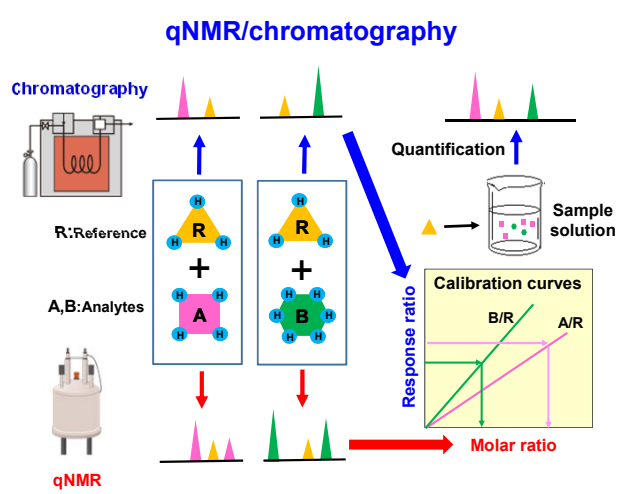 qNMR/chromatography
Chromatography
Quantification
R:Reference
H
H
H
R
H
H
H
R
Sample
solution
+
+
A,B:Analytes
H
H
H
H
A
H
H
H
H
H
H
B
Response ratio
Calibration curves
B/R
A/R
Molar ratio
qNMR